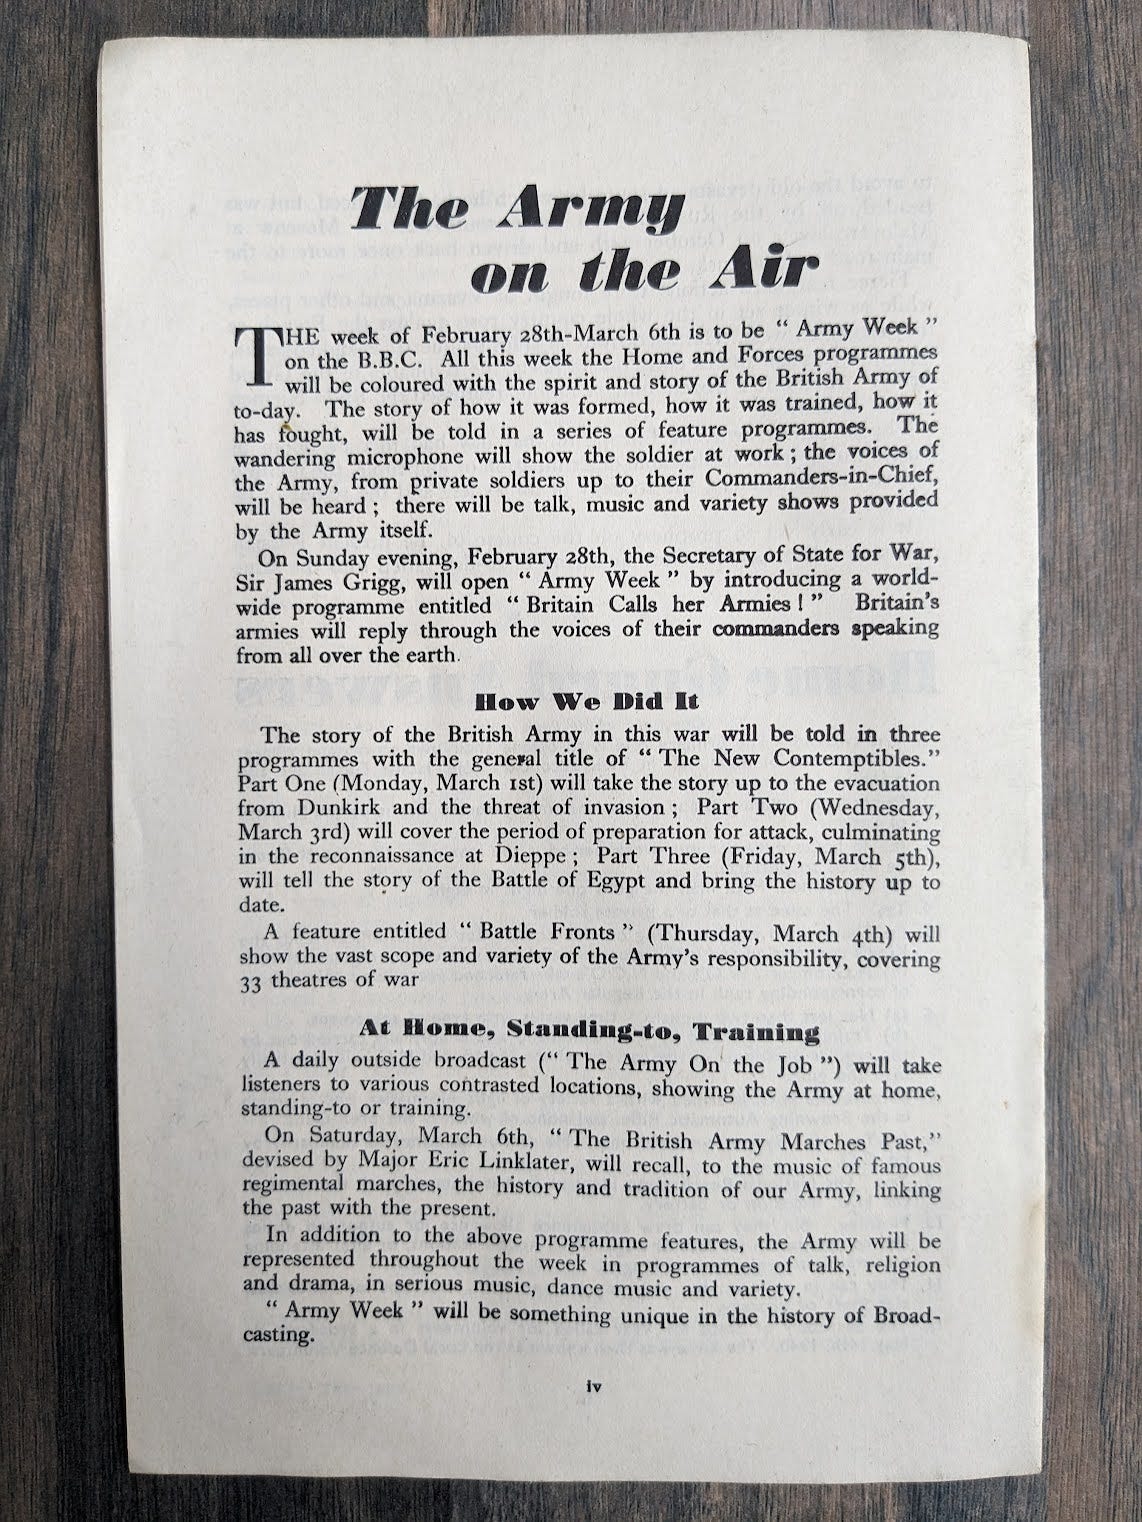 The Army
on the Air
THE week of February 28th-March 6th is to be “ Army Week ”
on the B.B.C. All this week the Home and Forces programmes
will be coloured with the spirit and story of the British Army of
to-day. The story of how it was formed, how it was trained, how it
has fought, will be told in a series of feature programmes. The
wandering microphone will show the soldier at work ; the voices of
the Army, from private soldiers up to their Commanders-in-Chief,
will be heard ; there will be talk, music and variety shows provided
by the Army itself.
On Sunday evening, February 28th, the Secretary of State for War,
Sir James Grigg, will open “ Army Week ” by introducing a world-
wide programme entitled “ Britain Calls her Armies ! ” Britain's
armies will reply through the voices of their commanders speaking
from all over the earth.
How We Did It
The story of the British Army in this war will be told in three
programmes with the general title of “ The New Contemptibles.”
Part One (Monday, March 1st) will take the story up to the evacuation
from Dunkirk and the threat of invasion ; Part Two (Wednesday,
March 3rd) will cover the period of preparation for attack, culminating
in the reconnaissance at Dieppe ; Part Three (Friday, March 5th),
will tell the story of the Battle of Egypt and bring the history up to
date.
A feature entitled “ Battle Fronts ” (Thursday, March 4th) will
show the vast scope and variety of the Army's responsibility, covering
33 theatres of war
At Home, Standing-to, Training
A daily outside broadcast (“ The Army On the Job ”) will take
listeners to various contrasted locations, showing the Army at home,
standing-to or training.
On Saturday, March 6th, “ The British Army Marches Past,”
devised by Major Eric Linklater, will recall, to the music of famous
regimental marches, the history and tradition of our Army, linking
the past with the present.
In addition to the above programme features, the Army will be
represented throughout the week in programmes of talk, religion
and drama, in serious music, dance music and variety.
“ Army Week ” will be something unique in the history of Broad-
casting.
iv